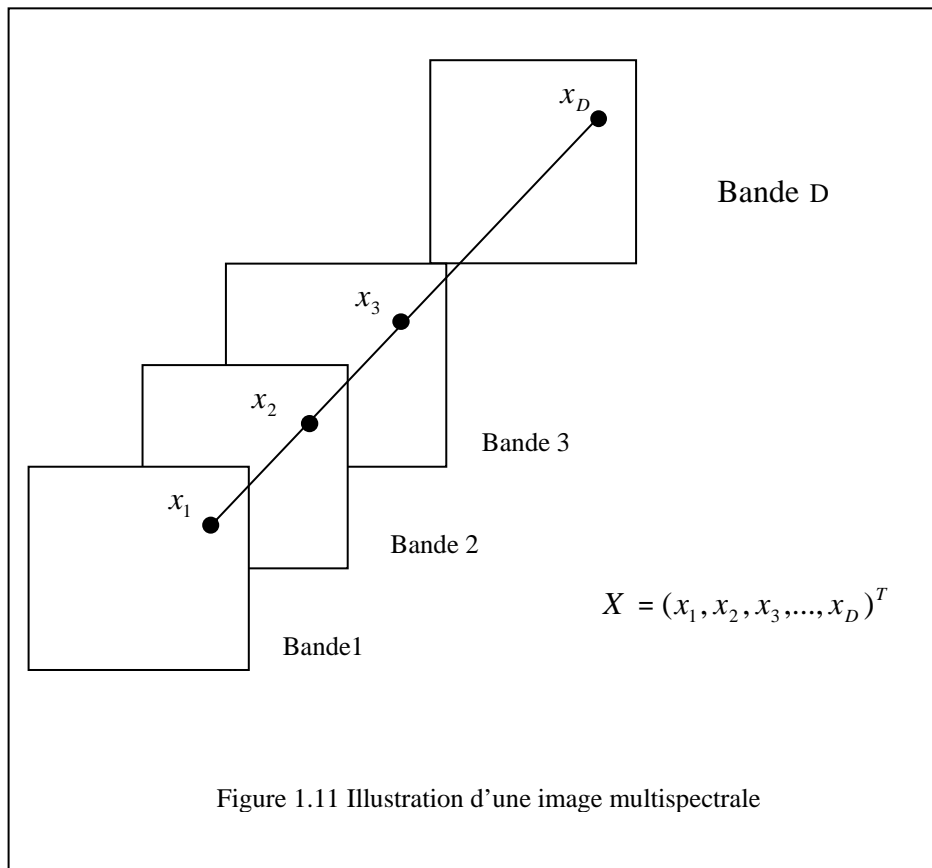 x_D
Bande D
x_3
Bande 3
x_2
Bande 2
x_1
X = (x_1, x_2, x_3, ..., x_D)^T
Bande1
Figure 1.11 Illustration d’une image multispectrale